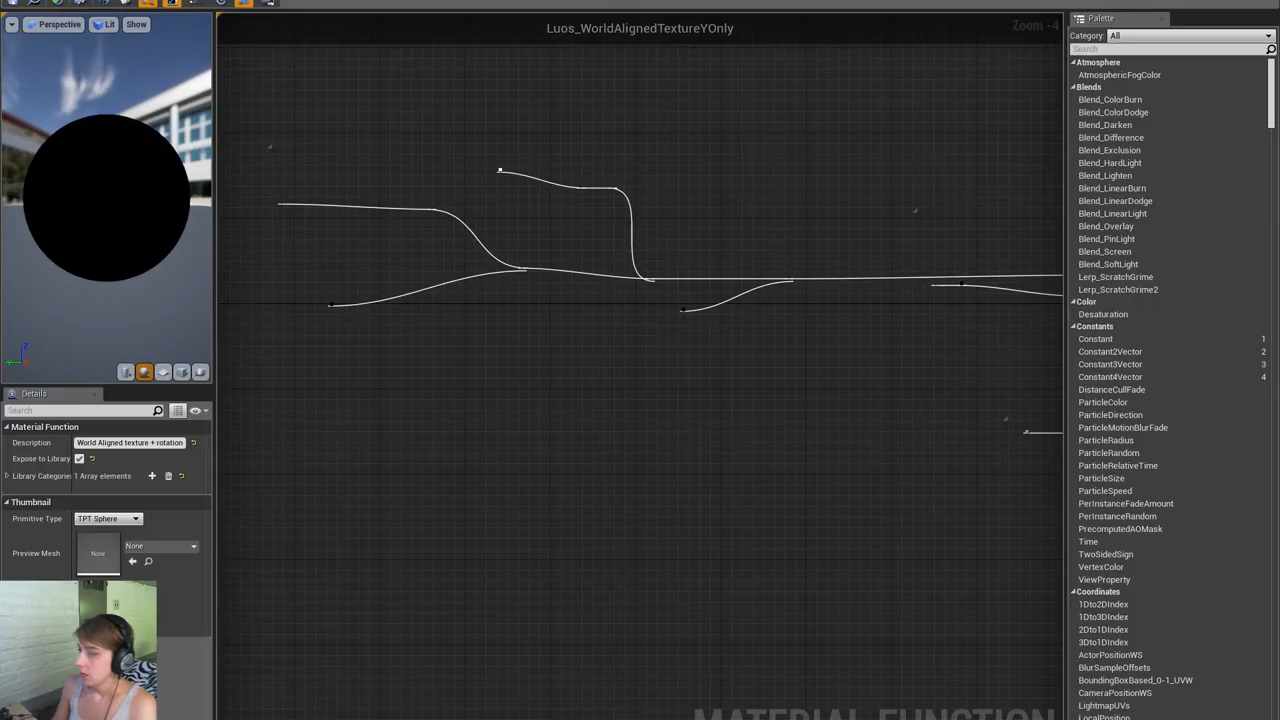 Perspective Lit Show
Luos_WorldAlignedTextureYOnly
Zoom -4
Palette
Category: All
Search
Atmosphere
AtmosphericFogColor
Blends
Blend_ColorBurn
Blend_ColorDodge
Blend_Darken
Blend_Difference
Blend_Exclusion
Blend_HardLight
Blend_Lighten
Blend_LinearBurn
Blend_LinearDodge
Blend_LinearLight
Blend_Overlay
Blend_PinLight
Blend_Screen
Blend_SoftLight
Lerp_ScratchGrime
Lerp_ScratchGrime2
Color
Desaturation
Constants
Constant 1
Constant2Vector 2
Constant3Vector 3
Constant4Vector 4
DistanceCullFade
ParticleColor
ParticleDirection
ParticleMotionBlurFade
ParticleRadius
ParticleRandom
ParticleRelativeTime
ParticleSize
ParticleSpeed
PerInstanceFadeAmount
PerInstanceRandom
PrecomputedAOMask
Time
TwoSidedSign
VertexColor
ViewProperty
Coordinates
1Dto2DIndex
1Dto3DIndex
2Dto1DIndex
3Dto1DIndex
ActorPositionWS
BlurSampleOffsets
BoundingBoxBased_0-1_UVW
CameraPositionWS
LightmapUVs
LocalPosition
Details
Search
Material Function
Description World Aligned texture + rotation
Expose to Library
Library Categories 1 Array elements
Thumbnail
Primitive Type TPT Sphere
Preview Mesh None None
MATERIAL FUNCTION